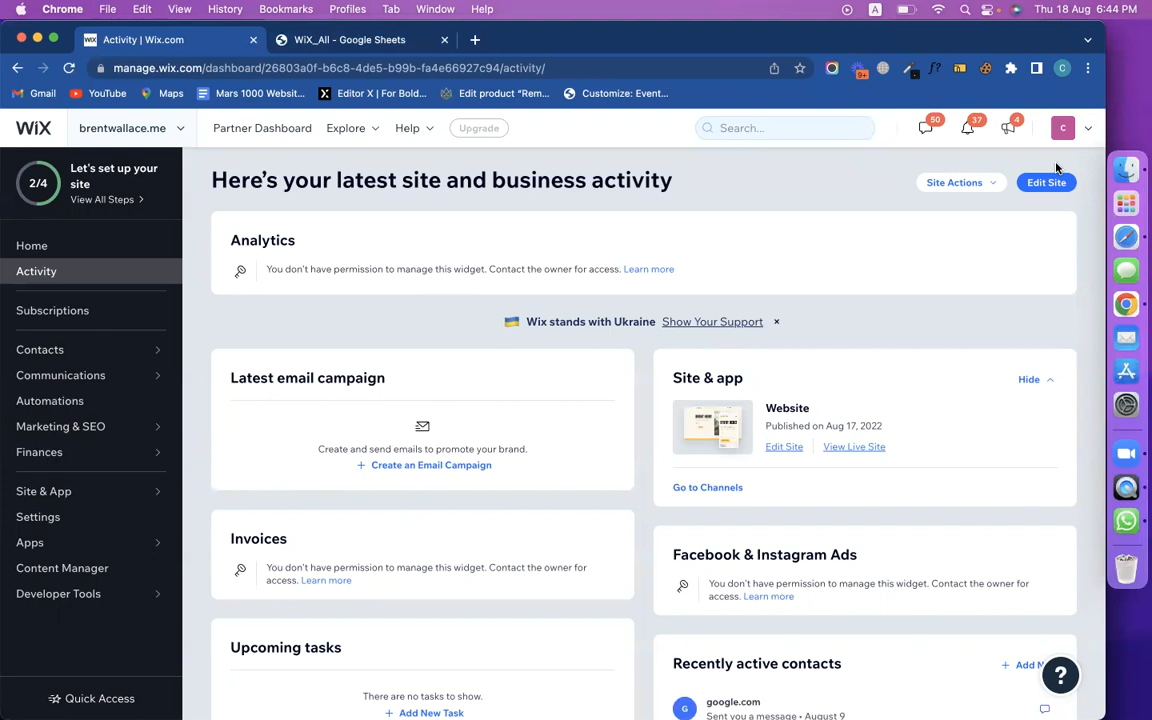 Chrome File Edit View History Bookmarks Profiles Tab Window Help A Thu 18 Aug 6:44 PM
Activity | Wix.com WiX_All - Google Sheets
manage.wix.com/dashboard/26803a0f-b6c8-4de5-b99b-fa4e66927c94/activity/ 9+ f? C
Gmail YouTube Maps Mars 1000 Websit... Editor X | For Bold... Edit product “Rem... Customize: Event...
WiX brentwallace.me Partner Dashboard Explore Help Upgrade Search... 50 37 4 C
2/4
Let's set up your
site
View All Steps
Home
Activity
Subscriptions
Contacts
Communications
Automations
Marketing & SEO
Finances
Site & App
Settings
Apps
Content Manager
Developer Tools
Quick Access
Here’s your latest site and business activity
Site Actions Edit Site
Analytics
You don't have permission to manage this widget. Contact the owner for access. Learn more
Wix stands with Ukraine Show Your Support ×
Latest email campaign
Create and send emails to promote your brand.
+ Create an Email Campaign
Site & app Hide
Website
Published on Aug 17, 2022
Edit Site View Live Site
Go to Channels
Invoices
You don't have permission to manage this widget. Contact the owner for
access. Learn more
Facebook & Instagram Ads
You don't have permission to manage this widget. Contact the owner for
access. Learn more
Upcoming tasks
There are no tasks to show.
+ Add New Task
Recently active contacts + Add
G google.com
Sent you a message • August 9
?